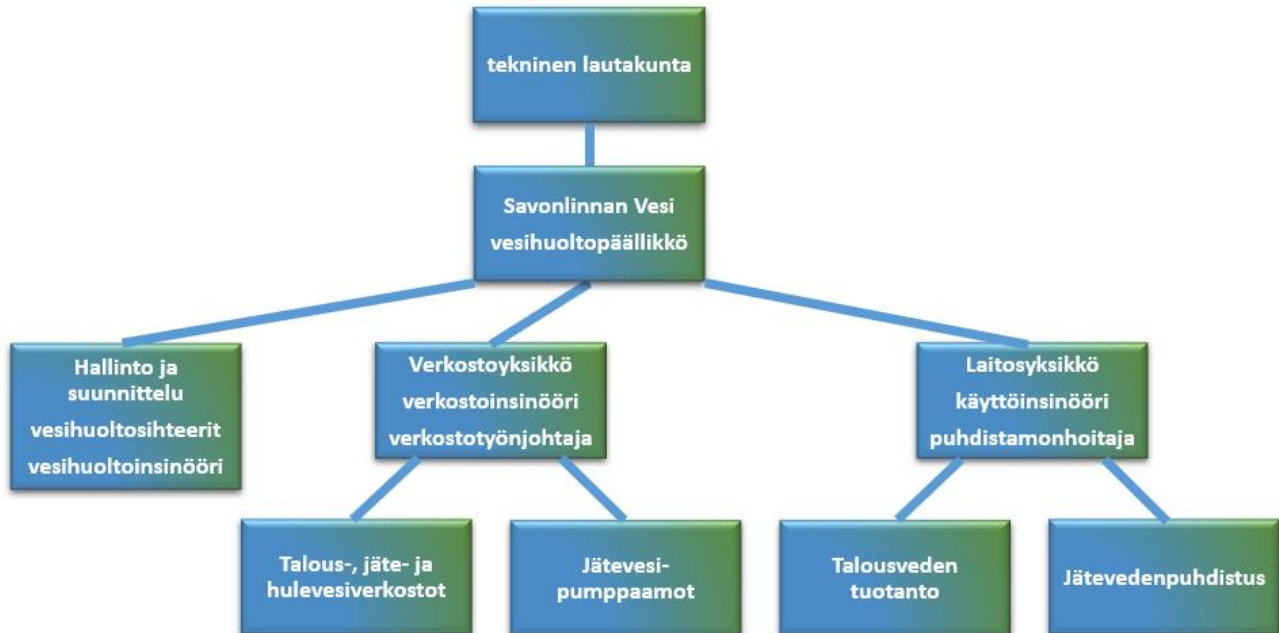 tekninen lautakunta
Savonlinnan Vesi
vesihuoltopäällikkö
Hallinto ja
suunnittelu
vesihuoltosihteerit
vesihuoltoinsinööri
Verkostoyksikkö
verkostoinsinööri
verkostotyönjohtaja
Laitosyksikkö
käyttöinsinööri
puhdistamonhoitaja
Talous-, jäte- ja
hulevesiverkostot
Jätevesi-
pumppaamot
Talousveden
tuotanto
Jätevedenpuhdistus